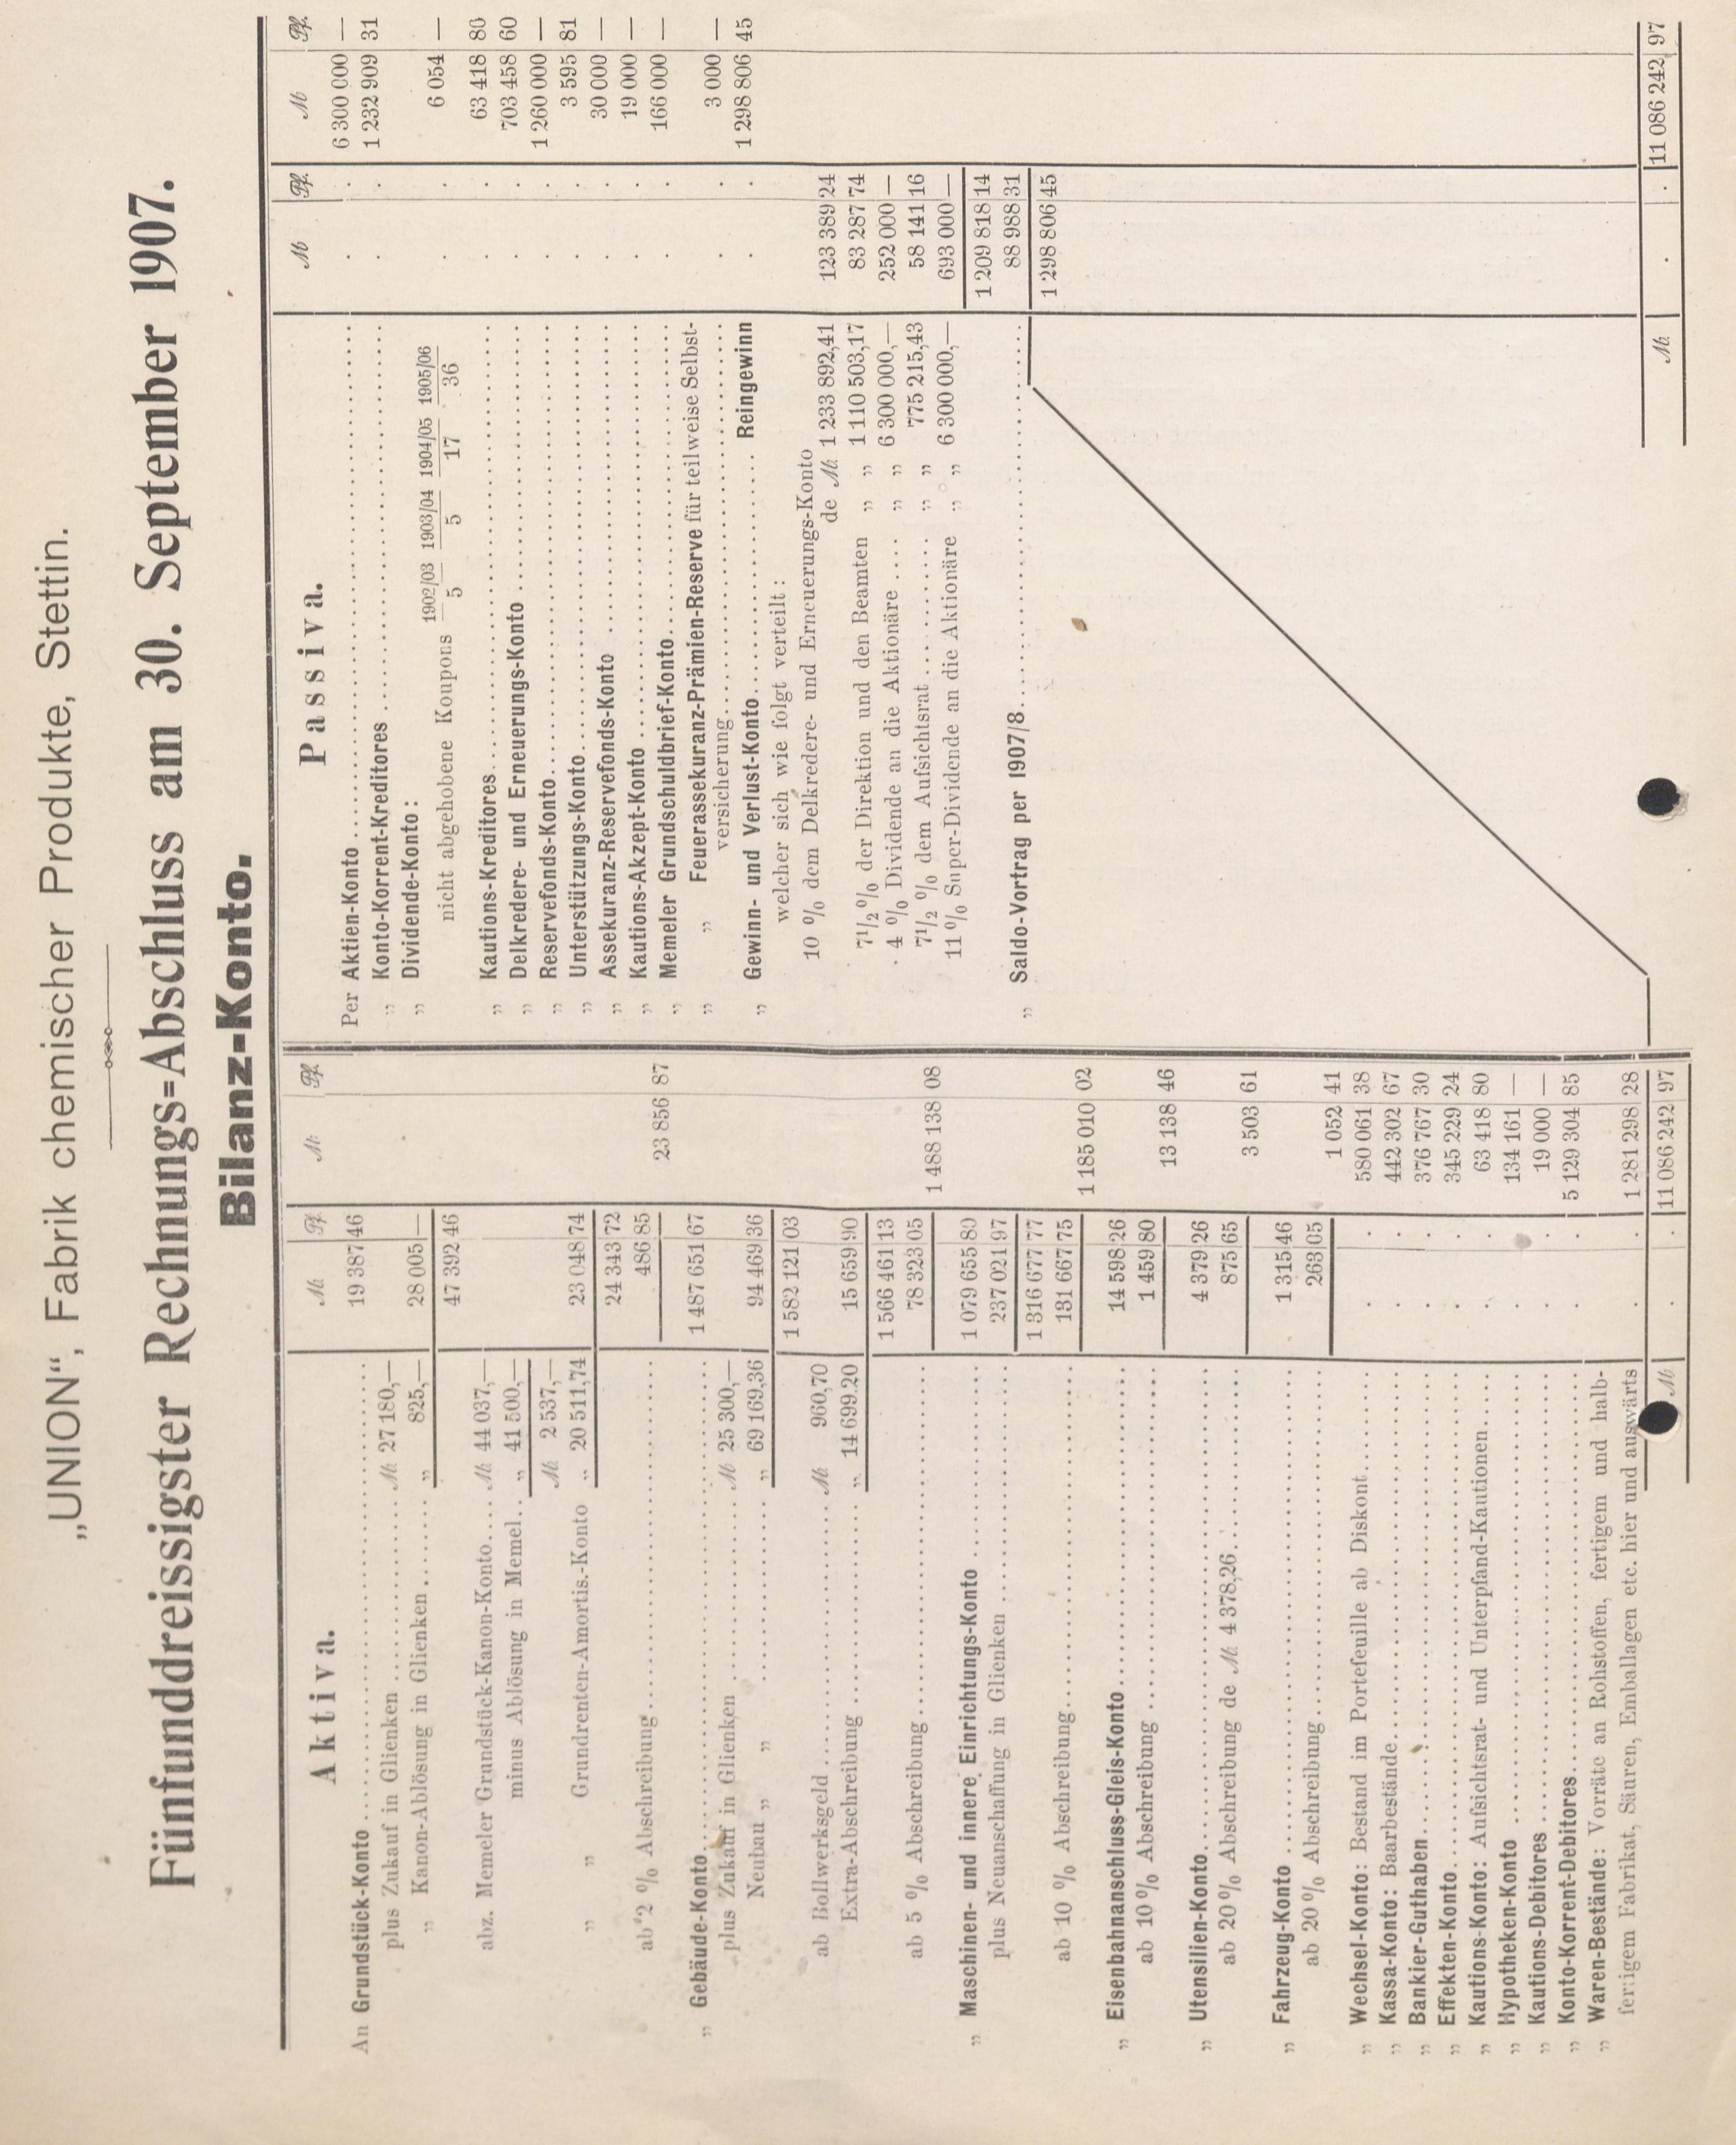 „UNION“, Fabrik chemischer Produkte, Stettin.
Fünfunddreissigster Rechnungs=Abschluss am 30. September 1907.
Bilanz-Konto.
Aktiva.
ℳ ₰ ℳ ₰
An Grundstück-Konto 19 387 46
plus Zukauf in Glienken ℳ 27 180,—
„ Kanon-Ablösung in Glienken „ 825,— 28 005 —
47 392 46
abz. Memeler Grundstück-Kanon-Konto ℳ 44 037,—
minus Ablösung in Memel „ 41 500,—
ℳ 2 537,—
„ „ Grundrenten-Amortis.-Konto „ 20 511,74 23 048 74
24 343 72
ab 2 % Abschreibung 486 85 23 856 87
„ Gebäude-Konto 1 487 651 67
plus Zukauf in Glienken ℳ 25 300,—
Neubau „ „ „ 69 169,36 94 469 36
1 582 121 03
ab Bollwerksgeld ℳ 960,70
Extra-Abschreibung „ 14 699.20 15 659 90
1 566 461 13
ab 5 % Abschreibung 78 323 05 1 488 138 08
„ Maschinen- und innere Einrichtungs-Konto 1 079 655 80
plus Neuanschaffung in Glienken 237 021 97
1 316 677 77
ab 10 % Abschreibung 131 667 75 1 185 010 02
„ Eisenbahnanschluss-Gleis-Konto 14 598 26
ab 10 % Abschreibung 1 459 80 13 138 46
„ Utensilien-Konto 4 379 26
ab 20 % Abschreibung de ℳ 4 378,26 875 65 3 503 61
„ Fahrzeug-Konto 1 315 46
ab 20 % Abschreibung 263 05 1 052 41
„ Wechsel-Konto: Bestand im Portefeuille ab Diskont 580 061 38
„ Kassa-Konto: Baarbestände 442 302 67
„ Bankier-Guthaben 376 767 30
„ Effekten-Konto 345 229 24
„ Kautions-Konto: Aufsichtsrat- und Unterpfand-Kautionen 63 418 80
„ Hypotheken-Konto 134 161 —
„ Kautions-Debitores 19 000 —
„ Konto-Korrent-Debitores 5 129 304 85
„ Waren-Bestände: Vorräte an Rohstoffen, fertigem und halb-
fertigem Fabrikat, Säuren, Emballagen etc. hier und auswärts 1 281 298 28
ℳ 11 086 242 97
Passiva.
ℳ ₰ ℳ ₰
Per Aktien-Konto 6 300 000 —
„ Konto-Korrent-Kreditores 1 232 909 31
„ Dividende-Konto:
1902/03 1903/04 1904/05 1905/06
nicht abgehobene Koupons 5 5 17 36 6 054 —
„ Kautions-Kreditores 63 418 80
„ Delkredere- und Erneuerungs-Konto 703 458 60
„ Reservefonds-Konto 1 260 000 —
„ Unterstützungs-Konto 3 595 81
„ Assekuranz-Reservefonds-Konto 30 000 —
„ Kautions-Akzept-Konto 19 000 —
„ Memeler Grundschuldbrief-Konto 166 000 —
„ „ Feuerassekuranz-Prämien-Reserve für teilweise Selbst-
versicherung 3 000 —
„ Gewinn- und Verlust-Konto Reingewinn 1 298 806 45
welcher sich wie folgt verteilt:
10 % dem Delkredere- und Erneuerungs-Konto
de ℳ 1 233 892,41 123 389 24
7 1/2 % der Direktion und den Beamten „ „ 1 110 503,17 83 287 74
4 % Dividende an die Aktionäre „ „ 6 300 000,— 252 000 —
7 1/2 % dem Aufsichtsrat „ „ 775 215,43 58 141 16
11 % Super-Dividende an die Aktionäre „ „ 6 300 000,— 693 000 —
1 209 818 14
„ Saldo-Vortrag per 1907/8 88 988 31
1 298 806 45
ℳ 11 086 242 97